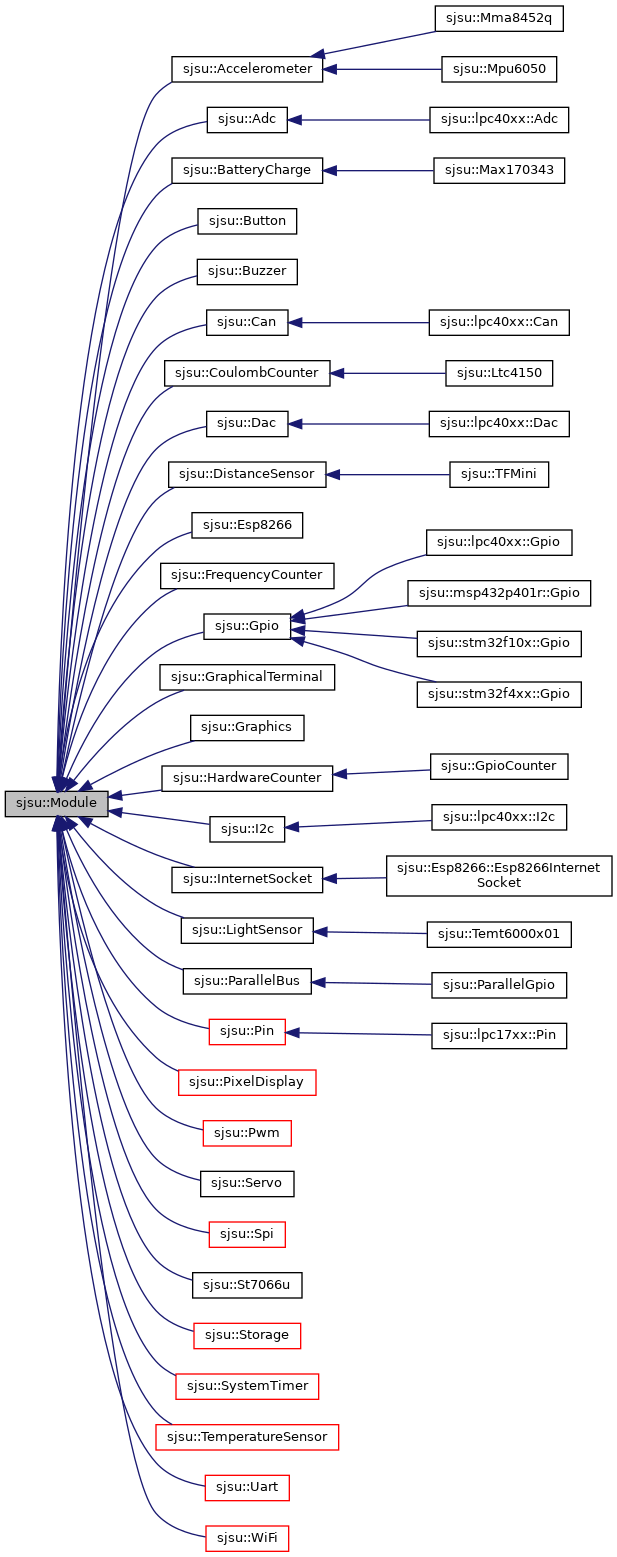 sjsu::Mma8452q
sjsu::Accelerometer
sjsu::Mpu6050
sjsu::Adc
sjsu::lpc40xx::Adc
sjsu::BatteryCharge
sjsu::Max170343
sjsu::Button
sjsu::Buzzer
sjsu::Can
sjsu::lpc40xx::Can
sjsu::CoulombCounter
sjsu::Ltc4150
sjsu::Dac
sjsu::lpc40xx::Dac
sjsu::DistanceSensor
sjsu::TFMini
sjsu::Esp8266
sjsu::lpc40xx::Gpio
sjsu::FrequencyCounter
sjsu::msp432p401r::Gpio
sjsu::Gpio
sjsu::stm32f10x::Gpio
sjsu::GraphicalTerminal
sjsu::stm32f4xx::Gpio
sjsu::Graphics
sjsu::HardwareCounter
sjsu::GpioCounter
sjsu::Module
sjsu::I2c
sjsu::lpc40xx::I2c
sjsu::InternetSocket
sjsu::Esp8266::Esp8266Internet
Socket
sjsu::LightSensor
sjsu::Temt6000x01
sjsu::ParallelBus
sjsu::ParallelGpio
sjsu::Pin
sjsu::lpc17xx::Pin
sjsu::PixelDisplay
sjsu::Pwm
sjsu::Servo
sjsu::Spi
sjsu::St7066u
sjsu::Storage
sjsu::SystemTimer
sjsu::TemperatureSensor
sjsu::Uart
sjsu::WiFi